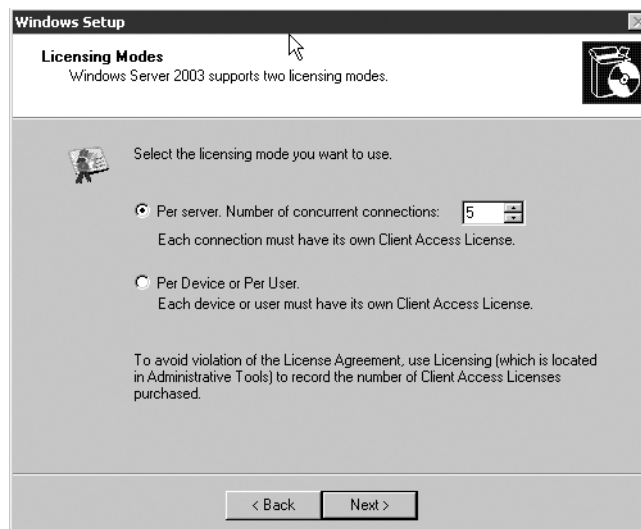 Windows Setup
Licensing Modes
Windows Server 2003 supports two licensing modes.
Select the licensing mode you want to use.
Per server. Number of concurrent connections: 5
Each connection must have its own Client Access License.
Per Device or Per User.
Each device or user must have its own Client Access License.
To avoid violation of the License Agreement, use Licensing (which is located
in Administrative Tools) to record the number of Client Access Licenses
purchased.
< Back Next >